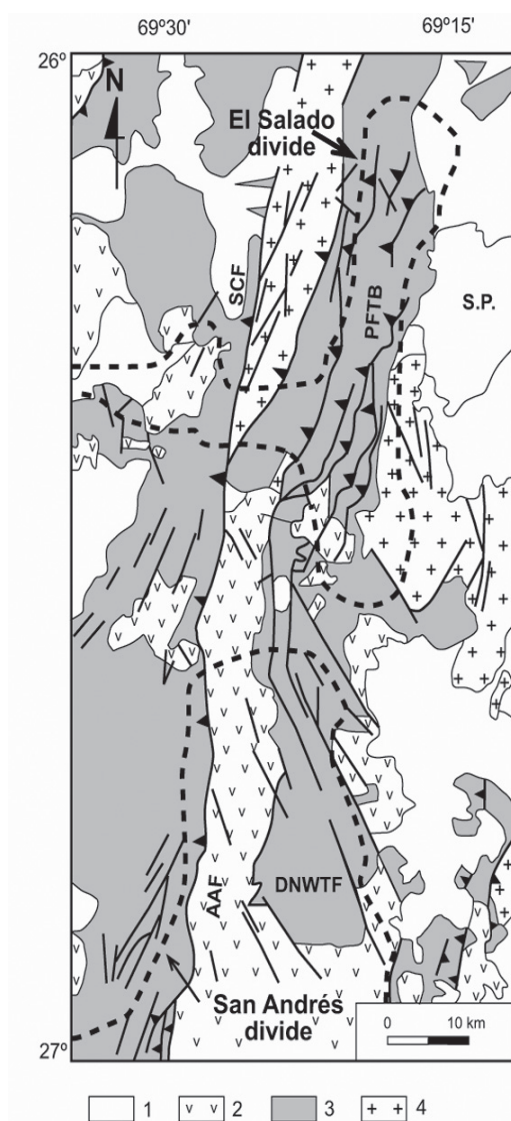 69º30' 69º15'
26º
N
El Salado
divide
SCF
PFTB
S.P.
AAF
DNWTF
San Andrés
divide
0 10 km
27º
1 2 3 4